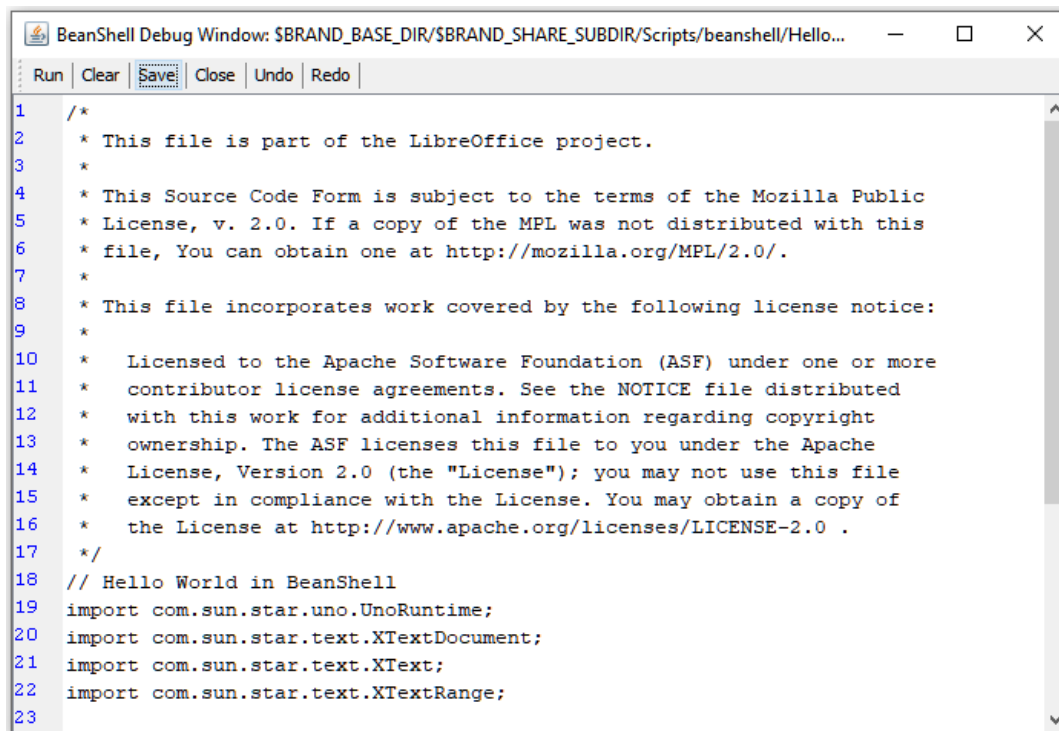 BeanShell Debug Window: $BRAND_BASE_DIR/$BRAND_SHARE_SUBDIR/Scripts/beanshell/Hello...
Run Clear Save Close Undo Redo
1 /*
2  * This file is part of the LibreOffice project.
3  *
4  * This Source Code Form is subject to the terms of the Mozilla Public
5  * License, v. 2.0. If a copy of the MPL was not distributed with this
6  * file, You can obtain one at http://mozilla.org/MPL/2.0/.
7  *
8  * This file incorporates work covered by the following license notice:
9  *
10  *   Licensed to the Apache Software Foundation (ASF) under one or more
11  *   contributor license agreements. See the NOTICE file distributed
12  *   with this work for additional information regarding copyright
13  *   ownership. The ASF licenses this file to you under the Apache
14  *   License, Version 2.0 (the "License"); you may not use this file
15  *   except in compliance with the License. You may obtain a copy of
16  *   the License at http://www.apache.org/licenses/LICENSE-2.0 .
17  */
18 // Hello World in BeanShell
19 import com.sun.star.uno.UnoRuntime;
20 import com.sun.star.text.XTextDocument;
21 import com.sun.star.text.XText;
22 import com.sun.star.text.XTextRange;
23